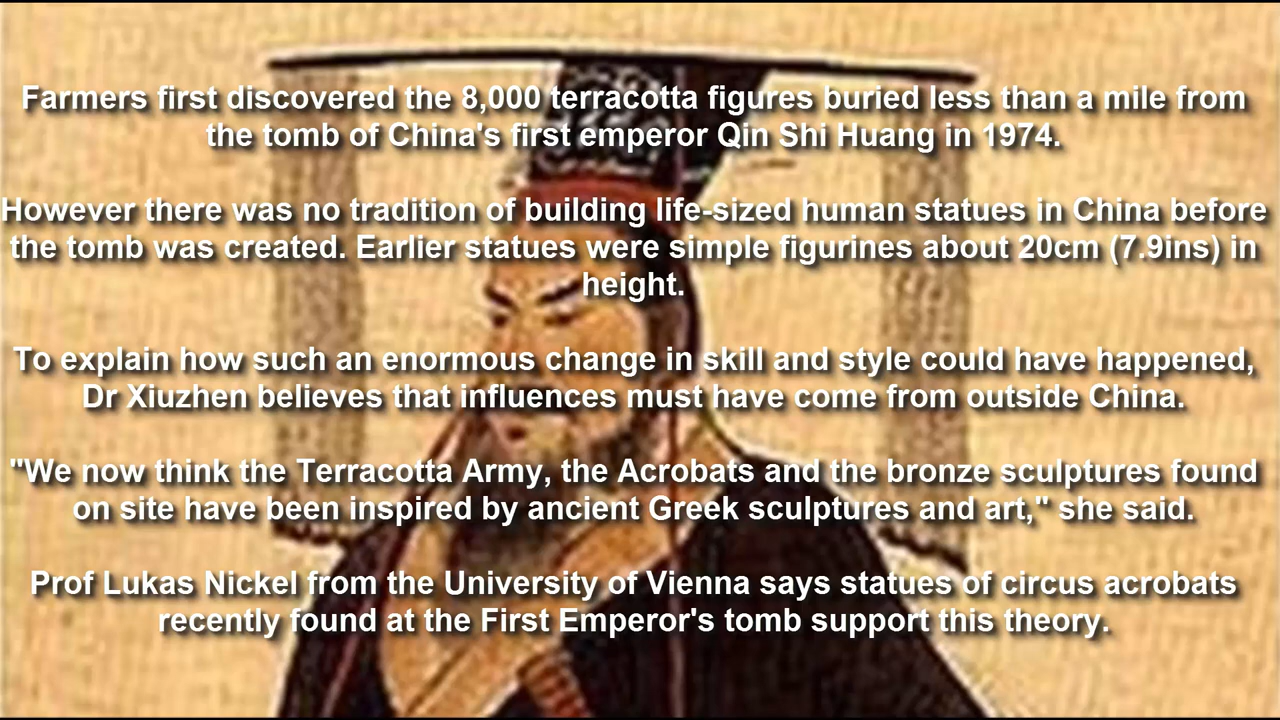 Farmers first discovered the 8,000 terracotta figures buried less than a mile from
the tomb of China's first emperor Qin Shi Huang in 1974.
However there was no tradition of building life-sized human statues in China before
the tomb was created. Earlier statues were simple figurines about 20cm (7.9ins) in
height.
To explain how such an enormous change in skill and style could have happened,
Dr Xiuzhen believes that influences must have come from outside China.
"We now think the Terracotta Army, the Acrobats and the bronze sculptures found
on site have been inspired by ancient Greek sculptures and art," she said.
Prof Lukas Nickel from the University of Vienna says statues of circus acrobats
recently found at the First Emperor's tomb support this theory.